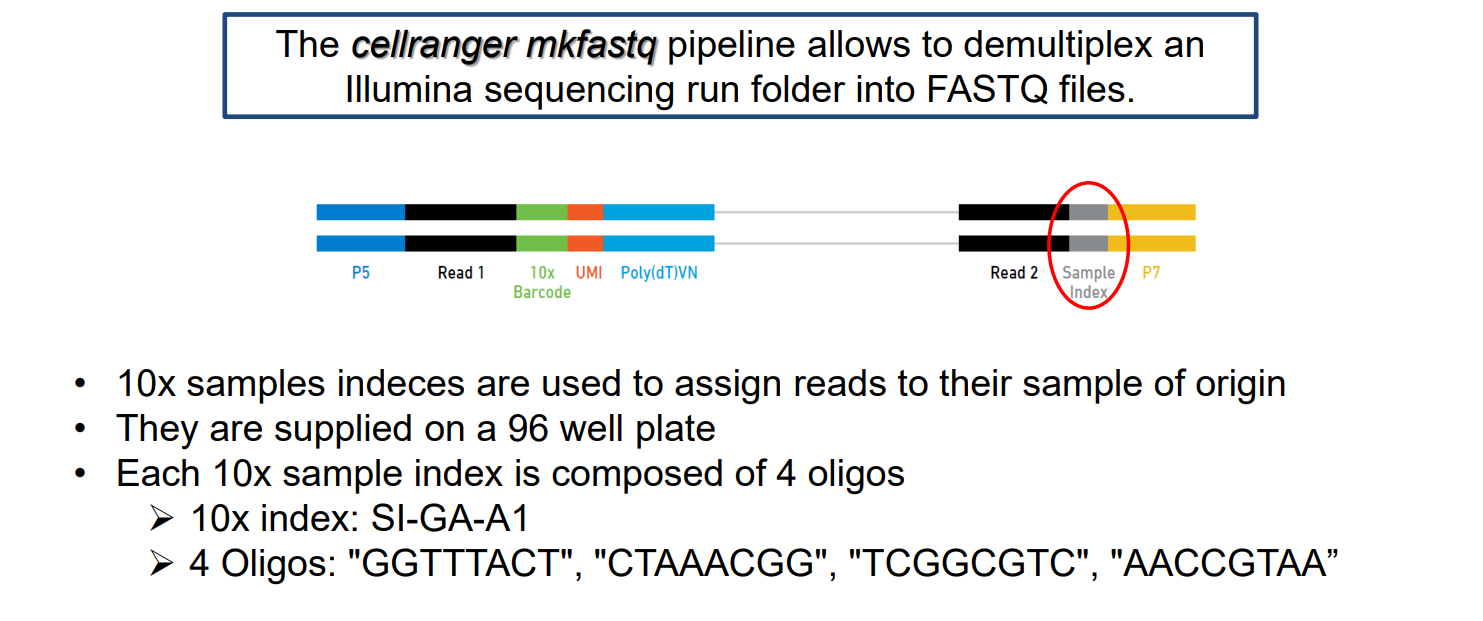 The cellranger mkfastq pipeline allows to demultiplex an
Illumina sequencing run folder into FASTQ files.
P5 Read 1 10x UMI Poly(dT)VN Read 2 Sample P7
Barcode Index
• 10x samples indeces are used to assign reads to their sample of origin
• They are supplied on a 96 well plate
• Each 10x sample index is composed of 4 oligos
➢ 10x index: SI-GA-A1
➢ 4 Oligos: "GGTTTACT", "CTAAACGG", "TCGGCGTC", "AACCGTAA”